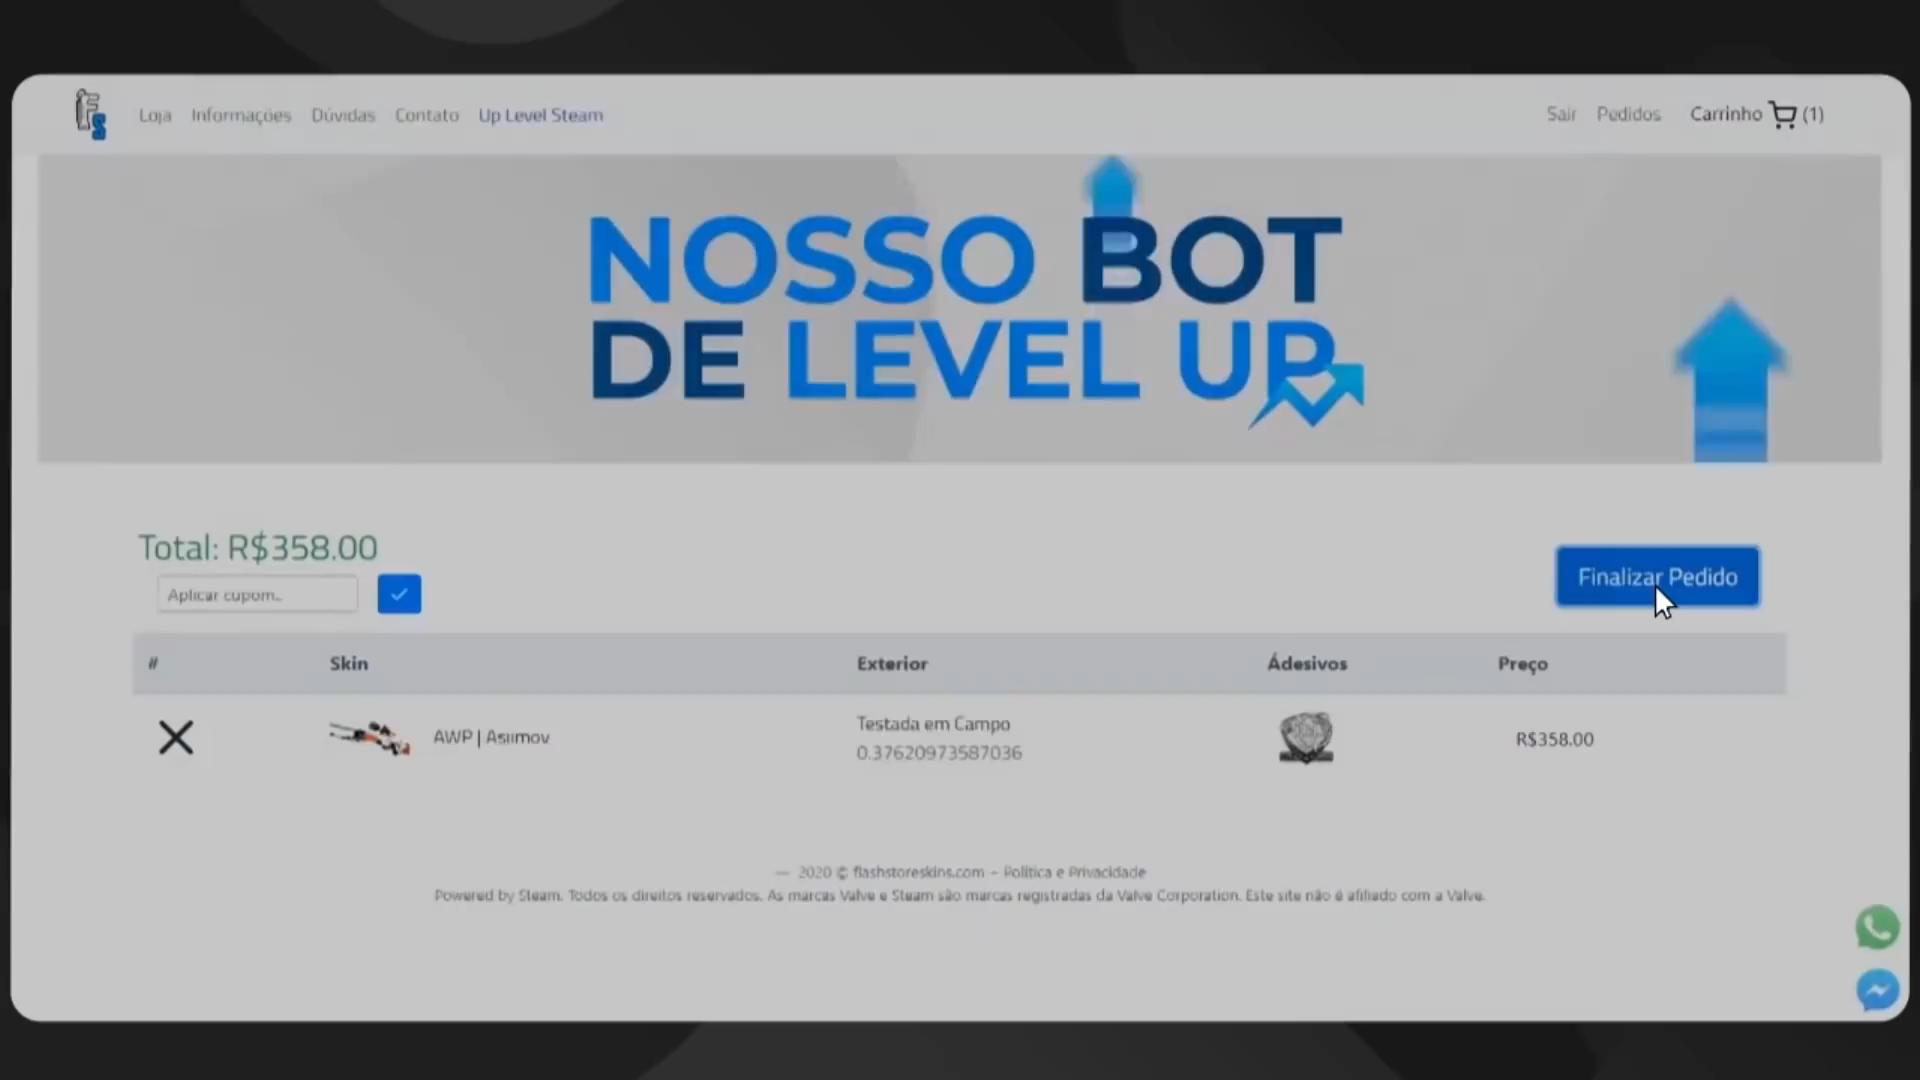 Loja Informações Dúvidas Contato Up Level Steam Sair Pedidos Carrinho (1)
NOSSO BOT
DE LEVEL UP
Total: R$358.00
Aplicar cupom..
Finalizar Pedido
# Skin Exterior Ádesivos Preço
AWP | Asiimov Testada em Campo R$358.00
0.37620973587036
— 2020 © flashstoreskins.com – Política e Privacidade
Powered by Steam. Todos os direitos reservados. As marcas Valve e Steam são marcas registradas da Valve Corporation. Este site não é afiliado com a Valve.